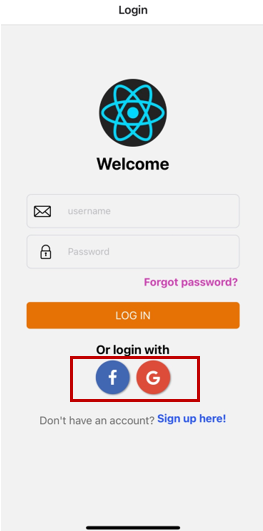 Login
Welcome
username
Password
Forgot password?
LOG IN
Or login with
f G
Don't have an account? Sign up here!